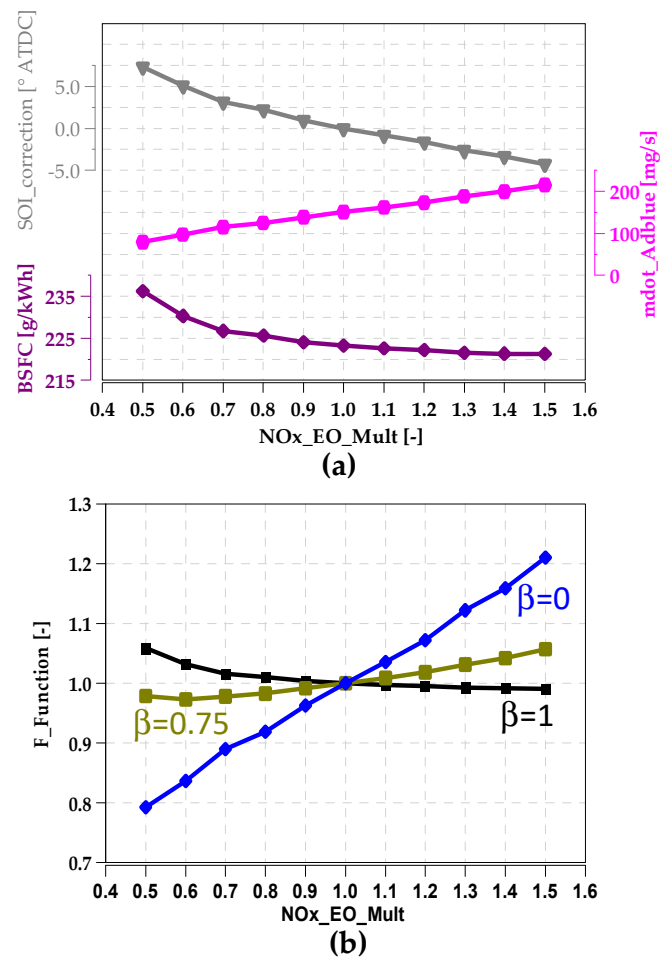 SOI_correction [° ATDC]
5.0
0.0
-5.0
200
100
0
mdot_Adblue [mg/s]
BSFC [g/kWh]
235
225
215
0.4 0.5 0.6 0.7 0.8 0.9 1.0 1.1 1.2 1.3 1.4 1.5 1.6
NOx_EO_Mult [-]
(a)
F_Function [-]
1.3
1.2
1.1
1.0
0.9
0.8
0.7
β=0
β=0.75
β=1
0.4 0.5 0.6 0.7 0.8 0.9 1.0 1.1 1.2 1.3 1.4 1.5 1.6
NOx_EO_Mult
(b)